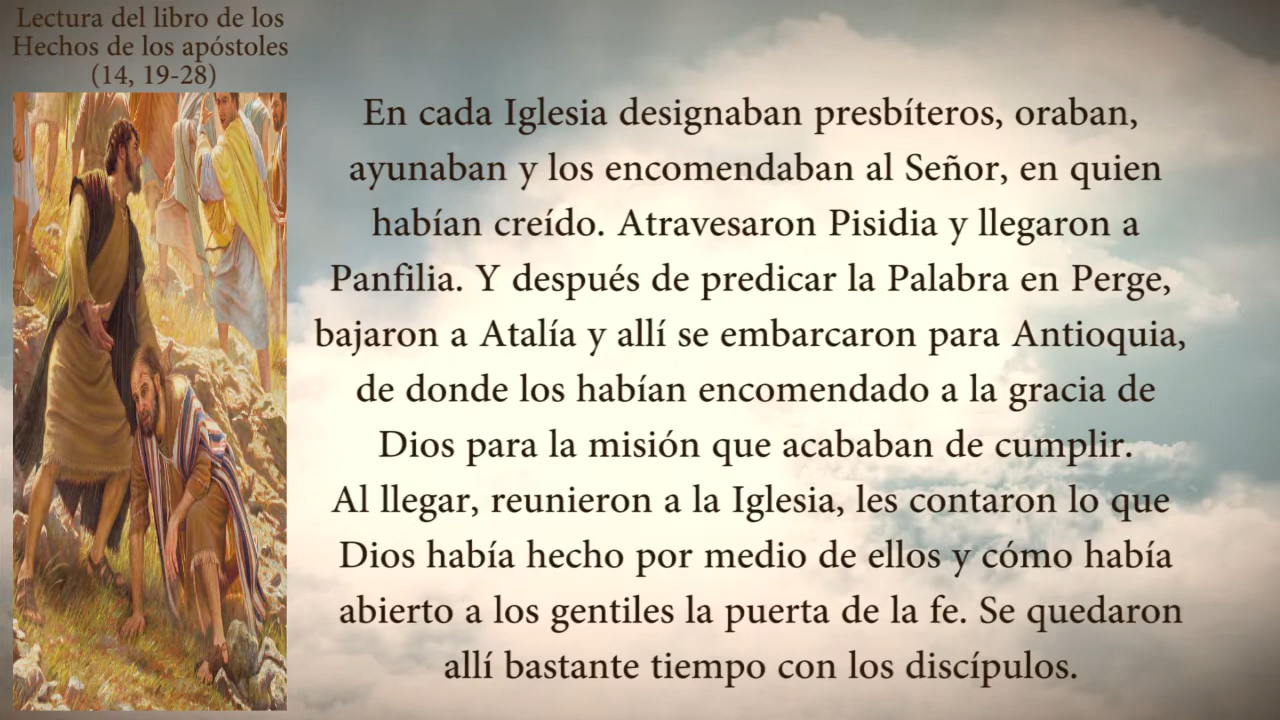 Lectura del libro de los
Hechos de los apóstoles
(14, 19-28)
En cada Iglesia designaban presbíteros, oraban,
ayunaban y los encomendaban al Señor, en quien
habían creído. Atravesaron Pisidia y llegaron a
Panfilia. Y después de predicar la Palabra en Perge,
bajaron a Atalía y allí se embarcaron para Antioquia,
de donde los habían encomendado a la gracia de
Dios para la misión que acababan de cumplir.
Al llegar, reunieron a la Iglesia, les contaron lo que
Dios había hecho por medio de ellos y cómo había
abierto a los gentiles la puerta de la fe. Se quedaron
allí bastante tiempo con los discípulos.